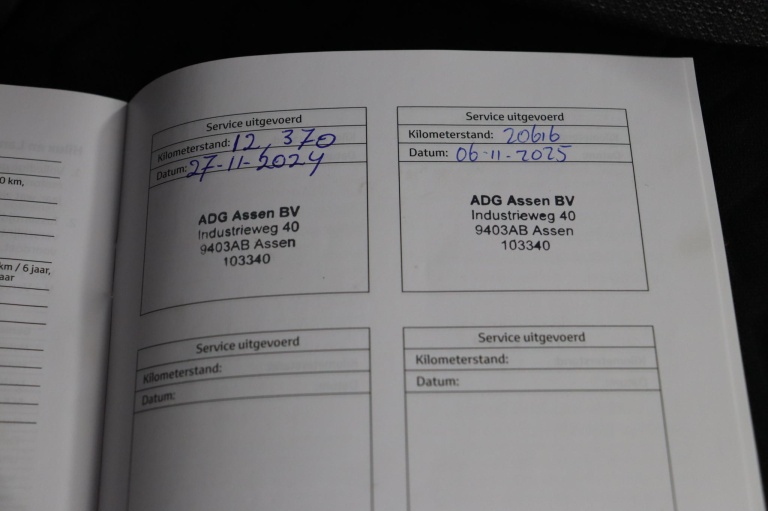 0 km,
km / 6 jaar,
aar
Service uitgevoerd
Kilometerstand: 12,370
Datum: 27-11-2024
ADG Assen BV
Industrieweg 40
9403AB Assen
103340
Service uitgevoerd
Kilometerstand: 20616
Datum: 06-11-2025
ADG Assen BV
Industrieweg 40
9403AB Assen
103340
Service uitgevoerd
Kilometerstand:
Datum:
Service uitgevoerd
Kilometerstand:
Datum: